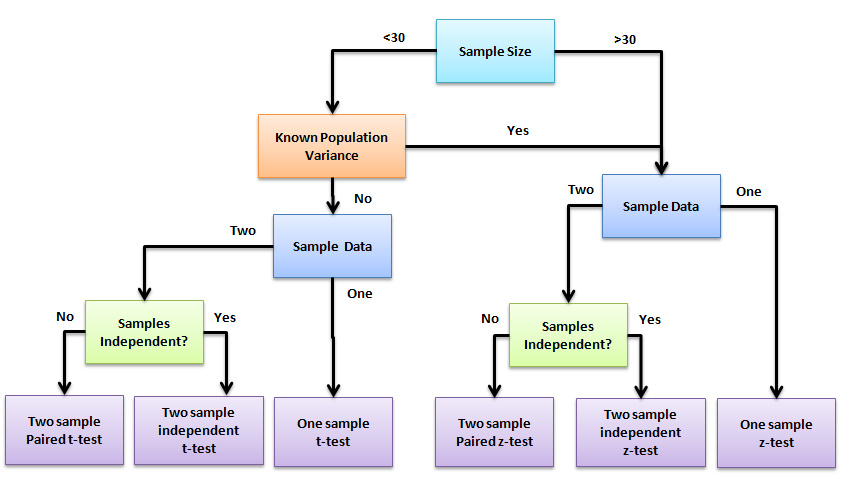 <30
Sample Size
>30
Known Population
Variance
Yes
No
Two
Sample Data
One
Two
Sample  Data
One
No
Samples
Independent?
Yes
No
Samples
Independent?
Yes
Two sample
Paired t-test
Two sample
independent
t-test
One sample
t-test
Two sample
Paired z-test
Two sample
independent
z-test
One sample
z-test